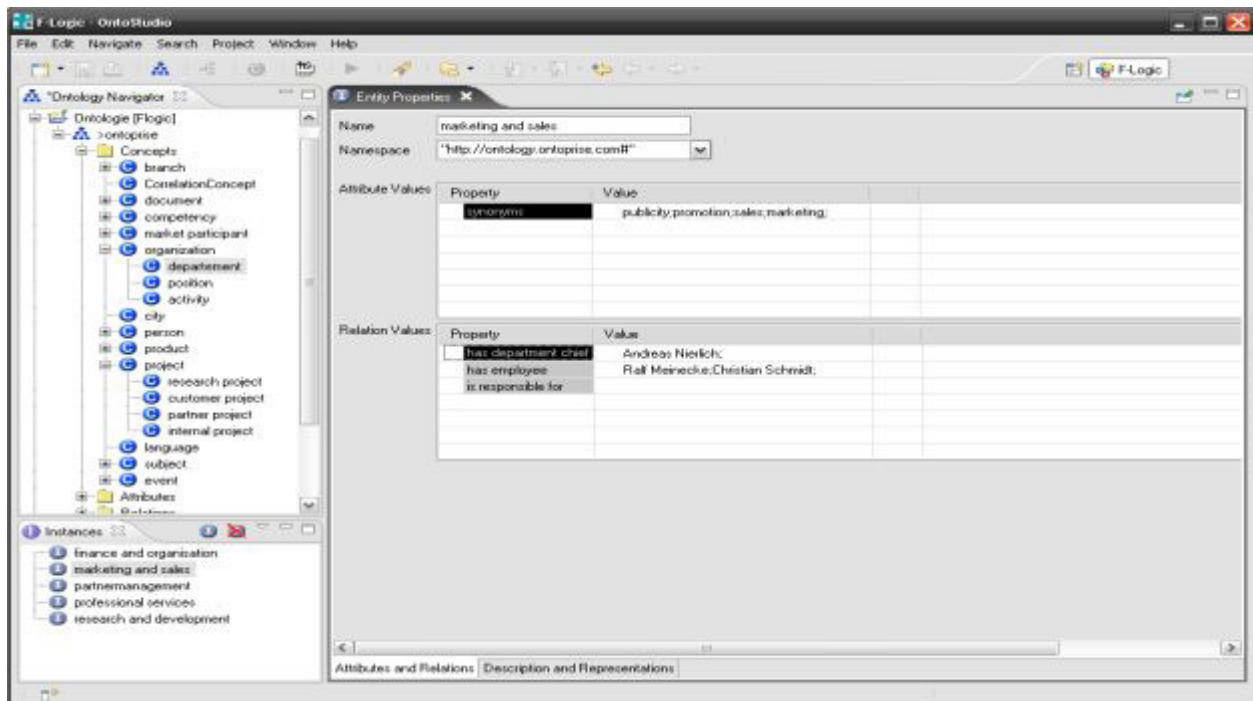 F-Logic - OntoStudio
File Edit Navigate Search Project Window Help
F-Logic
*Ontology Navigator
Ontologie [Flogic]
>ontoprise
Concepts
branch
CorrelationConcept
document
competency
market participant
organization
departement
position
activity
city
person
product
project
research project
customer project
partner project
internal project
language
subject
event
Attributes
Relations
Instances
finance and organisation
marketing and sales
partnermanagement
professional services
research and development
Entity Properties
Name marketing and sales
Namespace "http://ontology.ontoprise.com#"
Attribute Values Property Value
synonyms publicity;promotion;sales;marketing;
Relation Values Property Value
has department chief Andreas Nierlich;
has employee Ralf Meinecke;Christian Schmidt;
is responsible for
Attributes and Relations Description and Representations